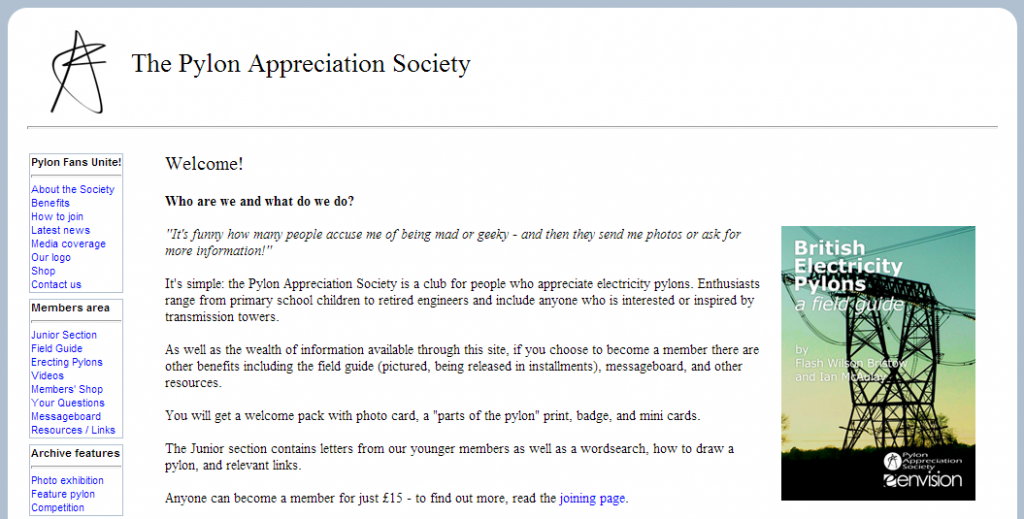 The Pylon Appreciation Society
Pylon Fans Unite!
About the Society
Benefits
How to join
Latest news
Media coverage
Our logo
Shop
Contact us
Members area
Junior Section
Field Guide
Erecting Pylons
Videos
Members' Shop
Your Questions
Messageboard
Resources / Links
Archive features
Photo exhibition
Feature pylon
Competition
Welcome!
Who are we and what do we do?
"It's funny how many people accuse me of being mad or geeky - and then they send me photos or ask for
more information!"
It's simple: the Pylon Appreciation Society is a club for people who appreciate electricity pylons. Enthusiasts
range from primary school children to retired engineers and include anyone who is interested or inspired by
transmission towers.
As well as the wealth of information available through this site, if you choose to become a member there are
other benefits including the field guide (pictured, being released in installments), messageboard, and other
resources.
You will get a welcome pack with photo card, a "parts of the pylon" print, badge, and mini cards.
The Junior section contains letters from our younger members as well as a wordsearch, how to draw a
pylon, and relevant links.
Anyone can become a member for just £15 - to find out more, read the joining page.
British
Electricity
Pylons
a field guide
by
Flash Wilson Bristow
and Ian McAulay
Pylon
Appreciation
Society
envision